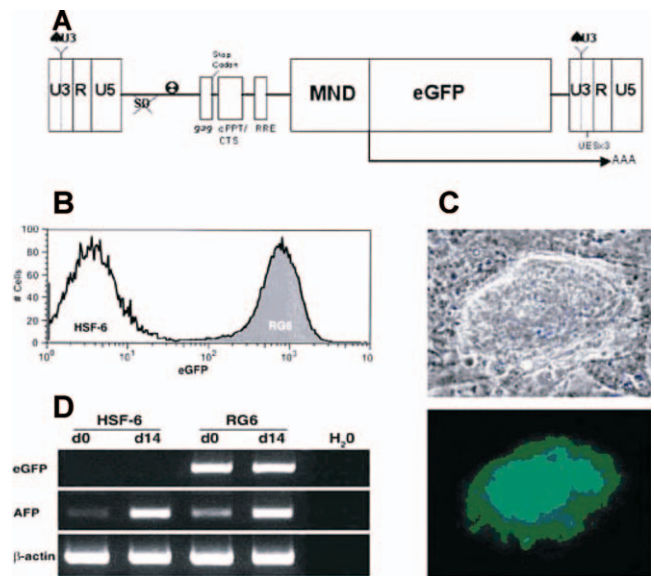 A
♠U3
U3 R U5
SD
Θ
Stop
Codon
gag
cPPT/
CTS
RRE
MND
eGFP
♠U3
U3 R U5
UESx3
AAA
B
# Cells
100
80
60
40
20
0
HSF-6
RG6
10⁰ 10¹ 10² 10³ 10
eGFP
C
D
HSF-6 RG6
d0 d14 d0 d14 H₂0
eGFP
AFP
β-actin